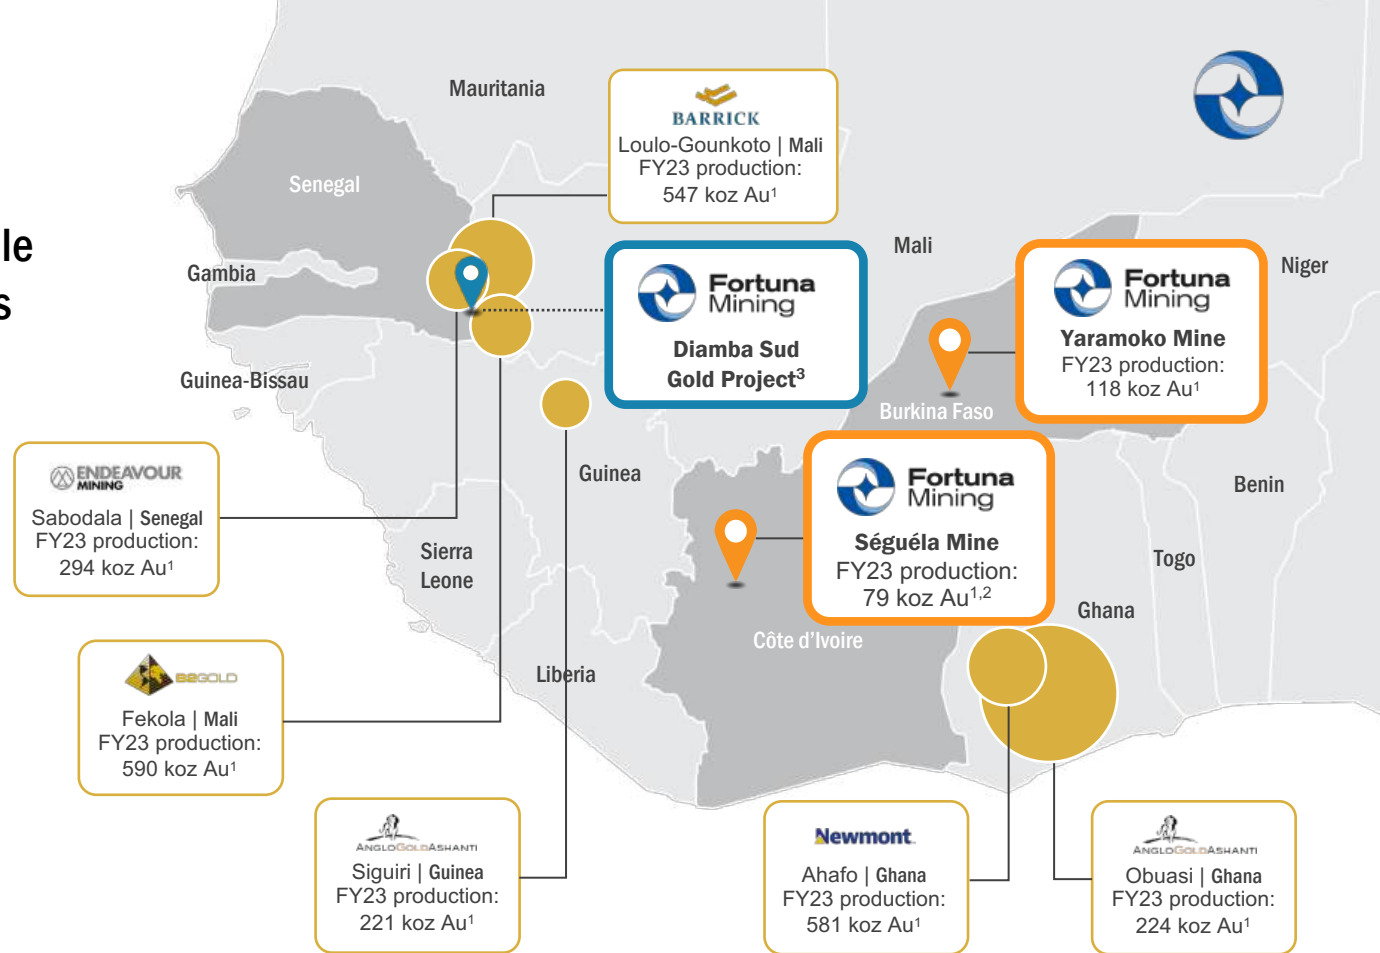 le
s
Mauritania
BARRICK
Loulo-Gounkoto | Mali
FY23 production:
547 koz Au¹
Senegal
Gambia
Mali
Niger
Fortuna
Mining
Diamba Sud
Gold Project³
Fortuna
Mining
Yaramoko Mine
FY23 production:
118 koz Au¹
Guinea-Bissau
Burkina Faso
Guinea
Benin
ENDEAVOUR
MINING
Sabodala | Senegal
FY23 production:
294 koz Au¹
Fortuna
Mining
Séguéla Mine
FY23 production:
79 koz Au¹,²
Sierra
Leone
Togo
Ghana
Côte d'Ivoire
Liberia
B2GOLD
Fekola | Mali
FY23 production:
590 koz Au¹
ANGLOGOLDASHANTI
Siguiri | Guinea
FY23 production:
221 koz Au¹
Newmont
Ahafo | Ghana
FY23 production:
581 koz Au¹
ANGLOGOLDASHANTI
Obuasi | Ghana
FY23 production:
224 koz Au¹